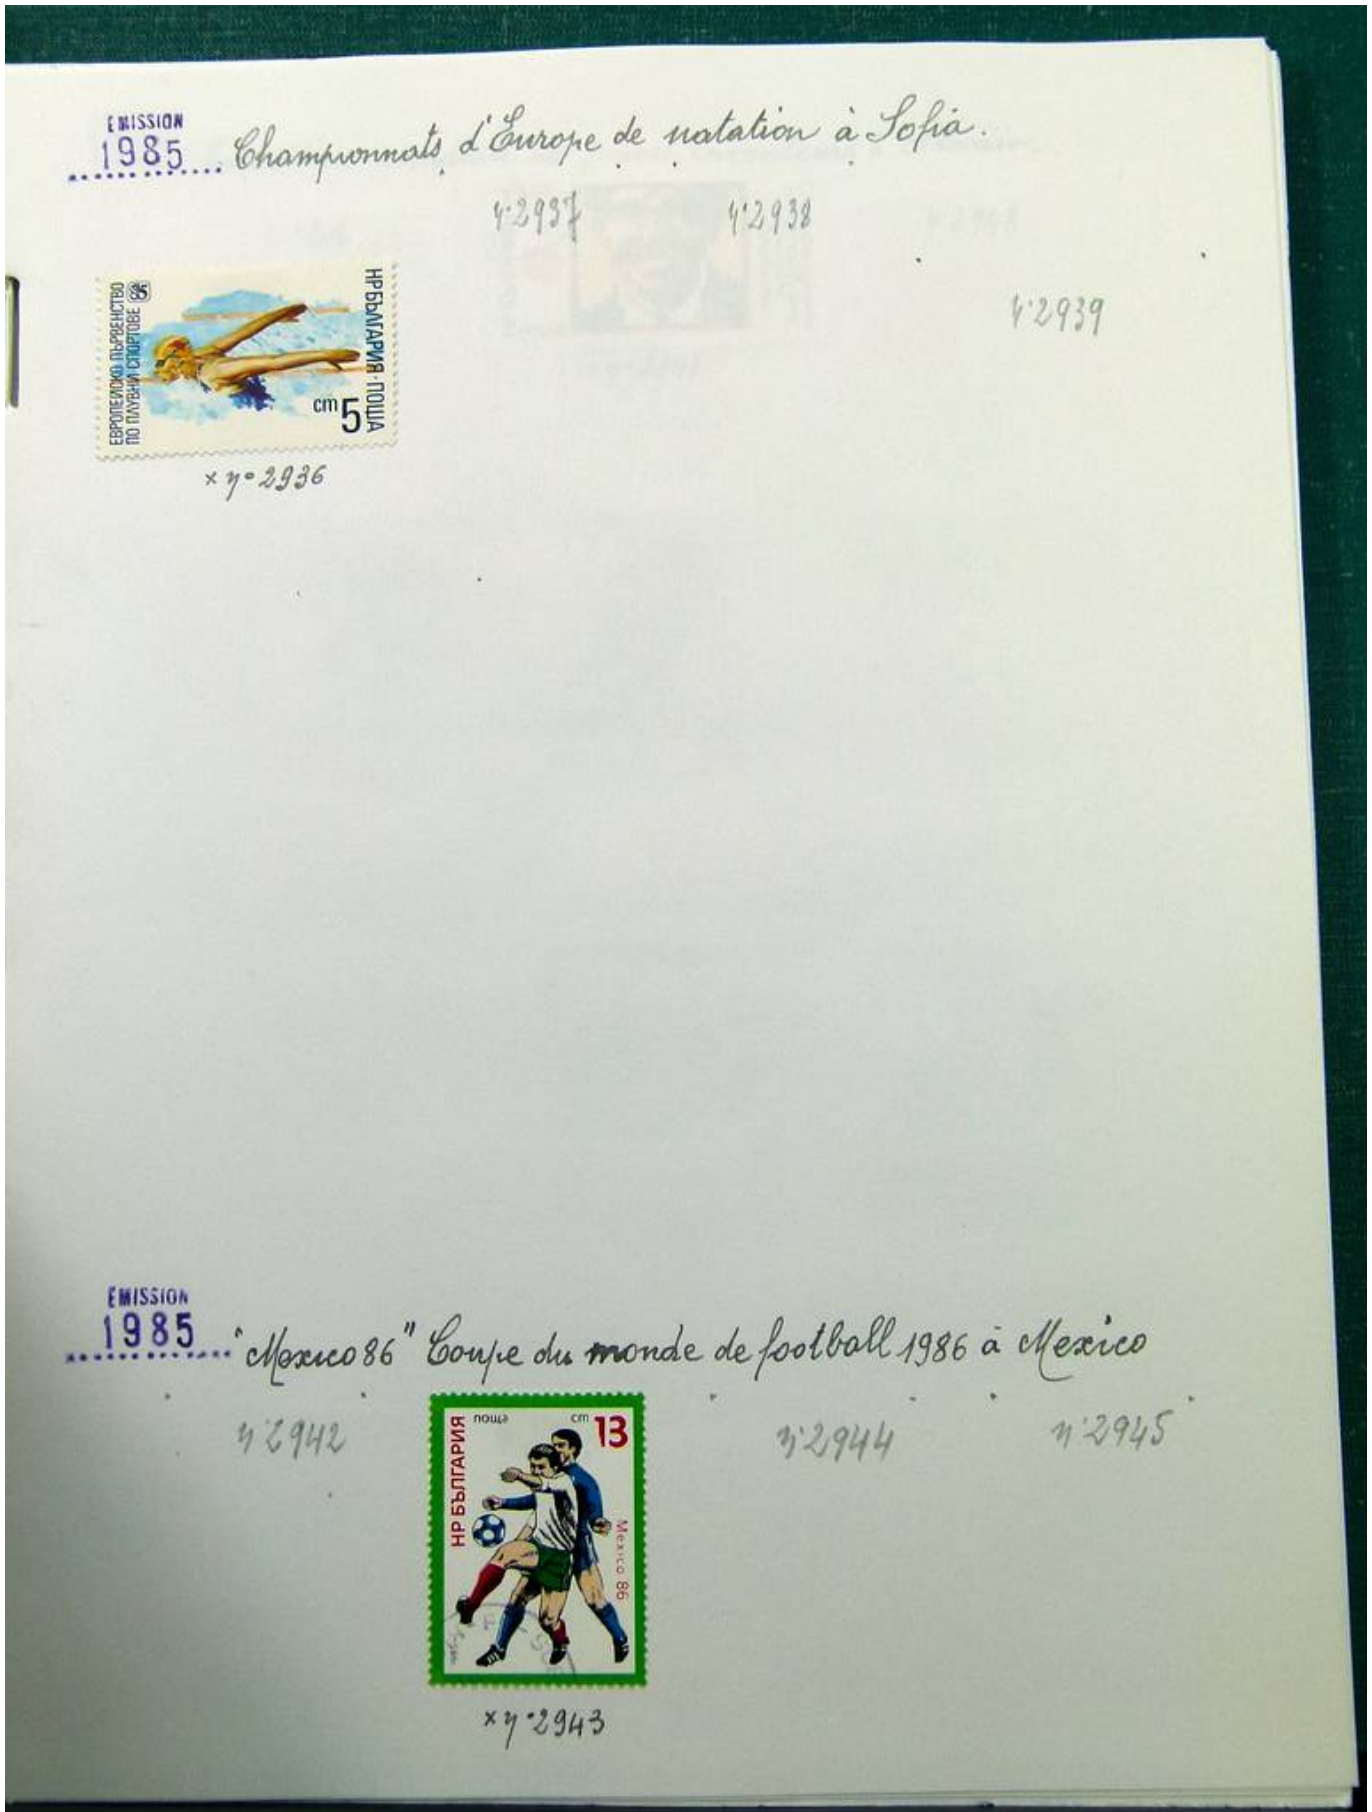 EMISSION
1985 Championnats d'Europe de natation à Sofia.
y.2937 y.2938
y.2939
ЕВРОПЕЙСКО ПЪРВЕНСТВО
ПО ПЛУВНИ СПОРТОВЕ 85
НР БЪЛГАРИЯ · ПОЩА
ст 5
x y° 2936
EMISSION
1985 "Mexico 86" Coupe du monde de football 1986 à Mexico
y.2942 y.2944 y.2945
НР БЪЛГАРИЯ
поща ст 13
Mexico 86
x y.2943